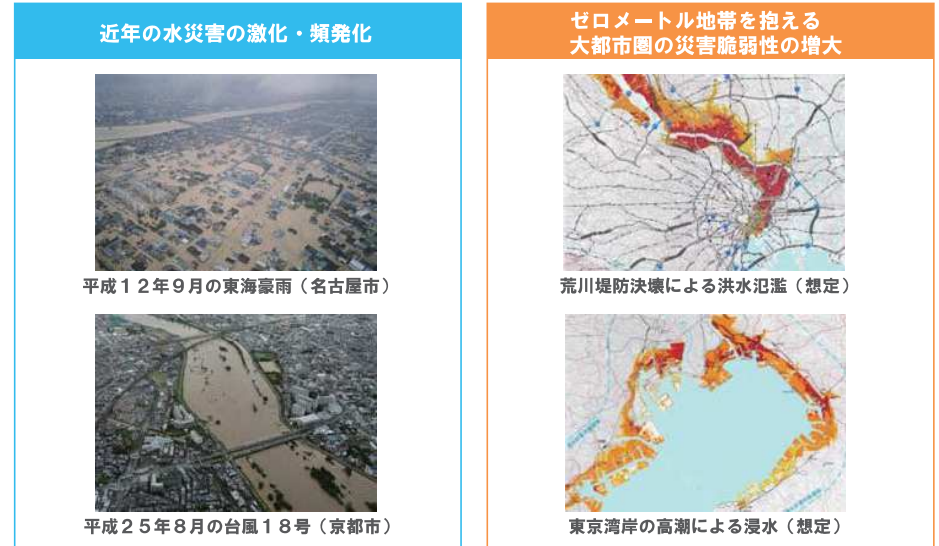 近年の水災害の激化・頻発化
平成１２年９月の東海豪雨（名古屋市）
平成２５年８月の台風１８号（京都市）
ゼロメートル地帯を抱える
大都市圏の災害脆弱性の増大
荒川堤防決壊による洪水氾濫（想定）
東京湾岸の高潮による浸水（想定）